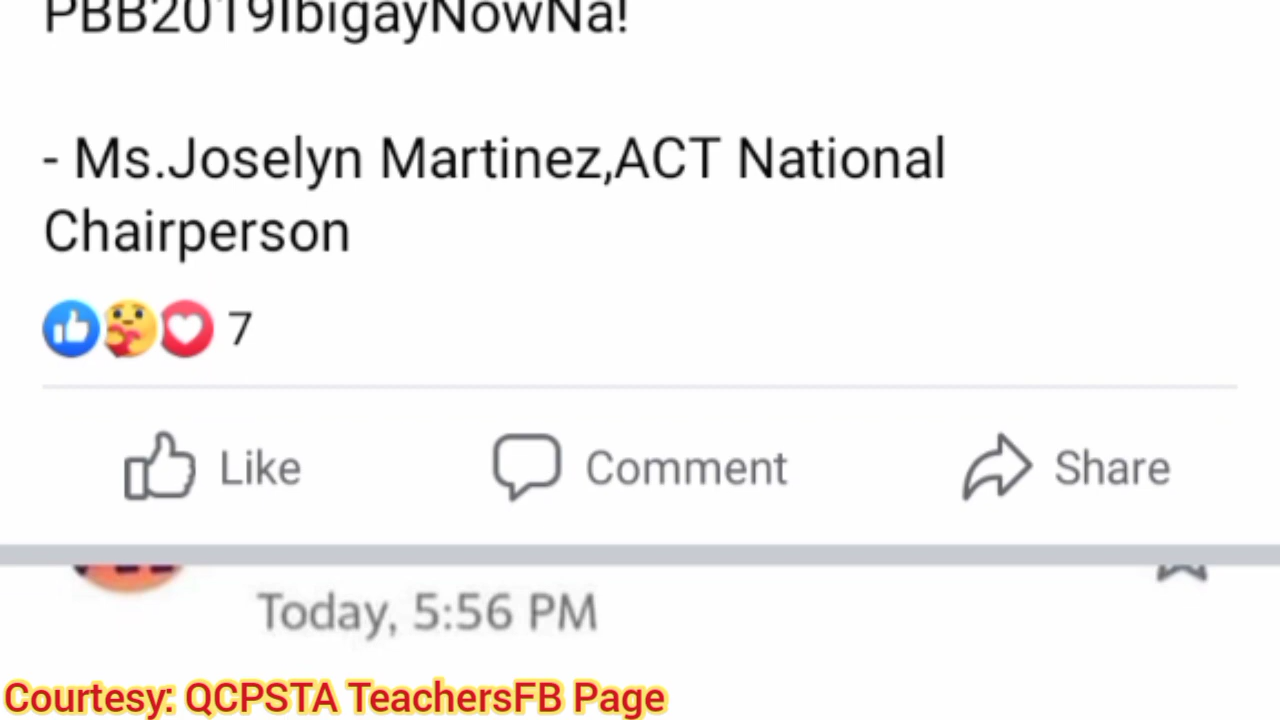 PBB2019IbigayNowNa!
- Ms.Joselyn Martinez,ACT National
Chairperson
7
Like
Comment
Share
Today, 5:56 PM
Courtesy: QCPSTA TeachersFB Page